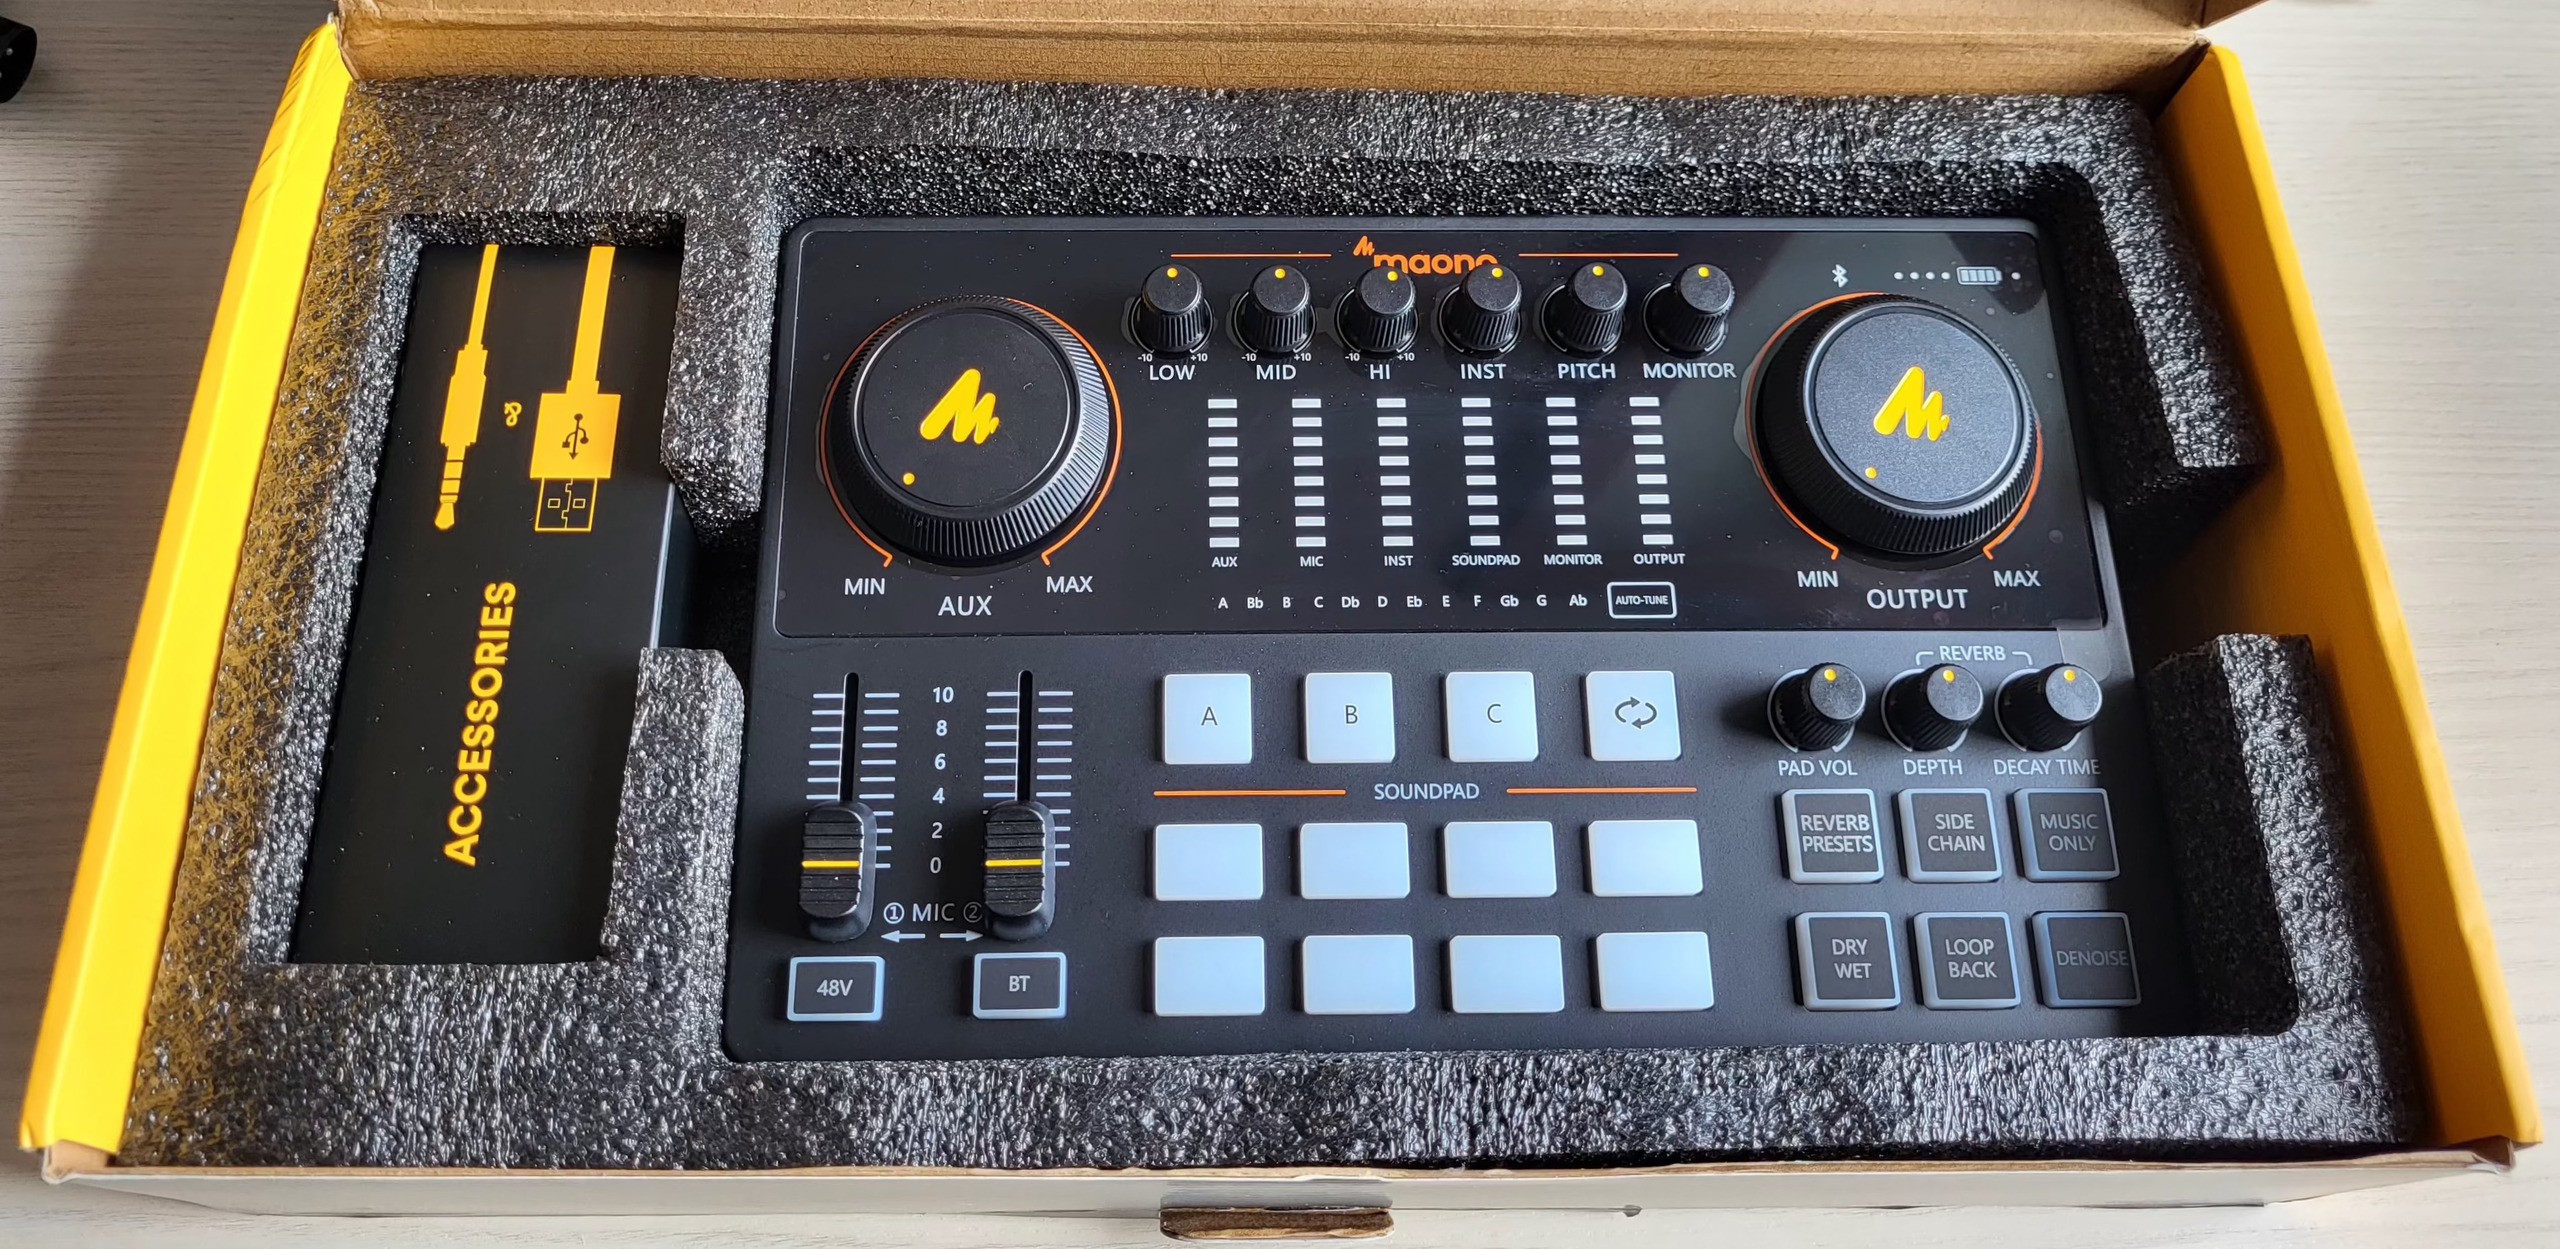 maono
-10 +10 -10 +10 -10 +10
LOW MID HI INST PITCH MONITOR
AUX MIC INST SOUNDPAD MONITOR OUTPUT
MIN MAX
AUX
MIN MAX
OUTPUT
A Bb B C Db D Eb E F Gb G Ab AUTO-TUNE
ACCESSORIES
10
8
6
4
2
0
① MIC ②
48V BT
A B C
SOUNDPAD
REVERB
PAD VOL DEPTH DECAY TIME
REVERB
PRESETS
SIDE
CHAIN
MUSIC
ONLY
DRY
WET
LOOP
BACK
DENOISE